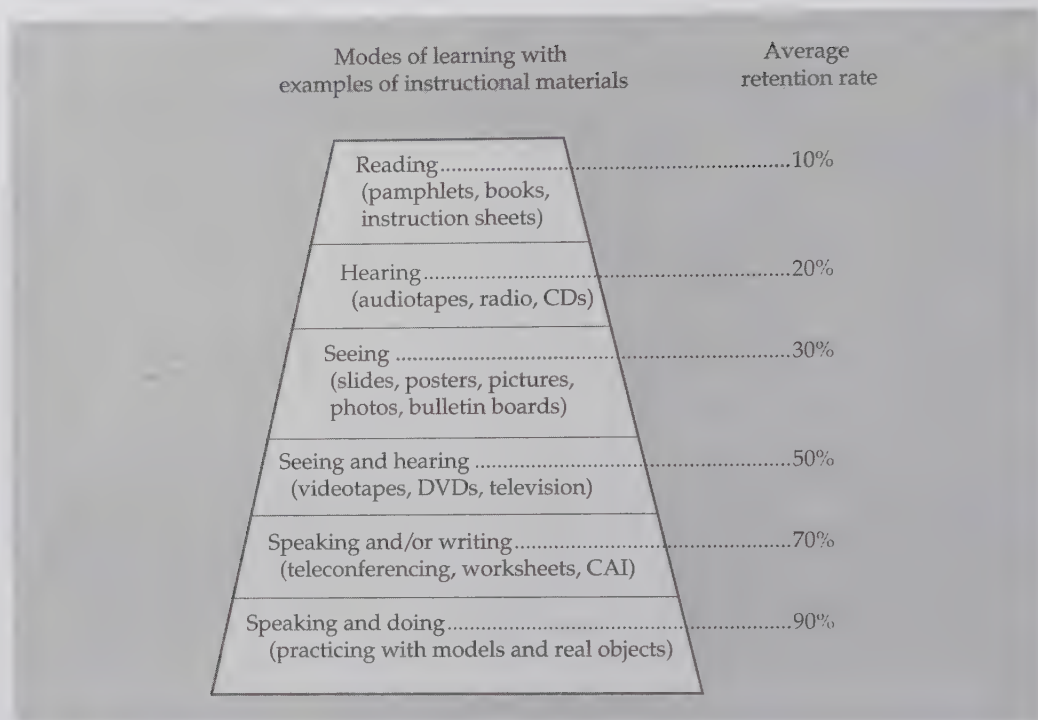 Modes of learning with
examples of instructional materials
Average
retention rate
Reading..........................................................................10%
(pamphlets, books,
instruction sheets)
Hearing..........................................................................20%
(audiotapes, radio, CDs)
Seeing ..........................................................................30%
(slides, posters, pictures,
photos, bulletin boards)
Seeing and hearing ................................................................50%
(videotapes, DVDs, television)
Speaking and/or writing.........................................................70%
(teleconferencing, worksheets, CAI)
Speaking and doing................................................................90%
(practicing with models and real objects)